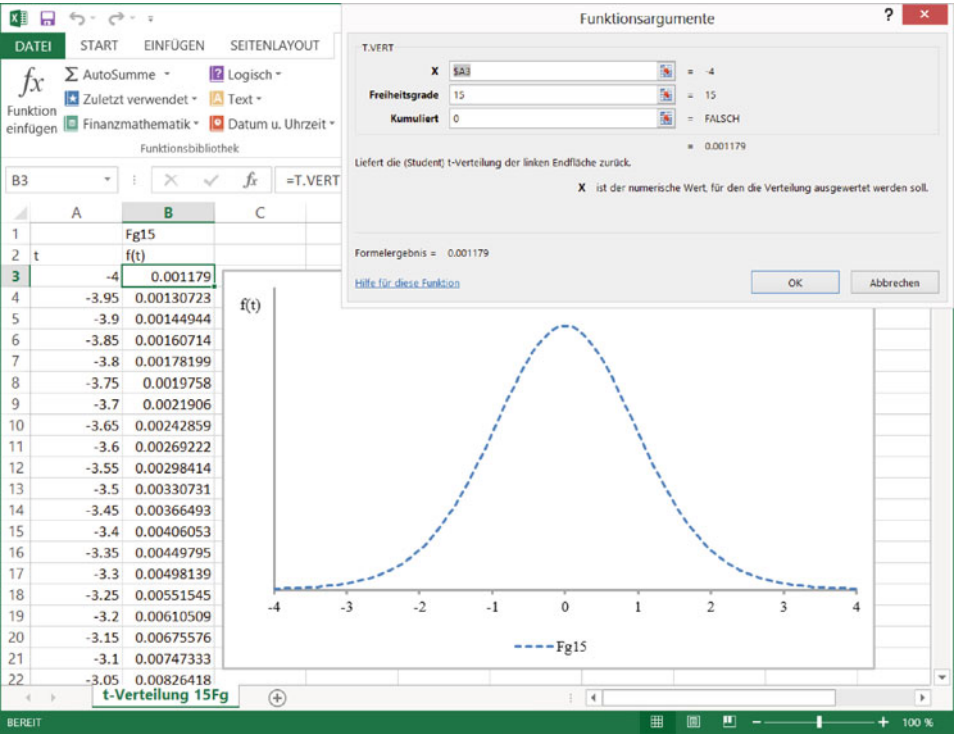 DATEI START EINFÜGEN SEITENLAYOUT
fx
Funktion einfügen
Σ AutoSumme
Zuletzt verwendet
Finanzmathematik
Logisch
Text
Datum u. Uhrzeit
Funktionsbibliothek
B3 fx =T.VERT
Funktionsargumente ? ×
T.VERT
X $A3 = -4
Freiheitsgrade 15 = 15
Kumuliert 0 = FALSCH
= 0.001179
Liefert die (Student) t-Verteilung der linken Endfläche zurück.
X ist der numerische Wert, für den die Verteilung ausgewertet werden soll.
Formelergebnis = 0.001179
Hilfe für diese Funktion
OK Abbrechen
A B C
1 Fg15
2 t f(t)
3 -4 0.001179
4 -3.95 0.00130723
5 -3.9 0.00144944
6 -3.85 0.00160714
7 -3.8 0.00178199
8 -3.75 0.0019758
9 -3.7 0.0021906
10 -3.65 0.00242859
11 -3.6 0.00269222
12 -3.55 0.00298414
13 -3.5 0.00330731
14 -3.45 0.00366493
15 -3.4 0.00406053
16 -3.35 0.00449795
17 -3.3 0.00498139
18 -3.25 0.00551545
19 -3.2 0.00610509
20 -3.15 0.00675576
21 -3.1 0.00747333
22 -3.05 0.00826418
f(t)
-4 -3 -2 -1 0 1 2 3 4
Fg15
t-Verteilung 15Fg
BEREIT
100 %